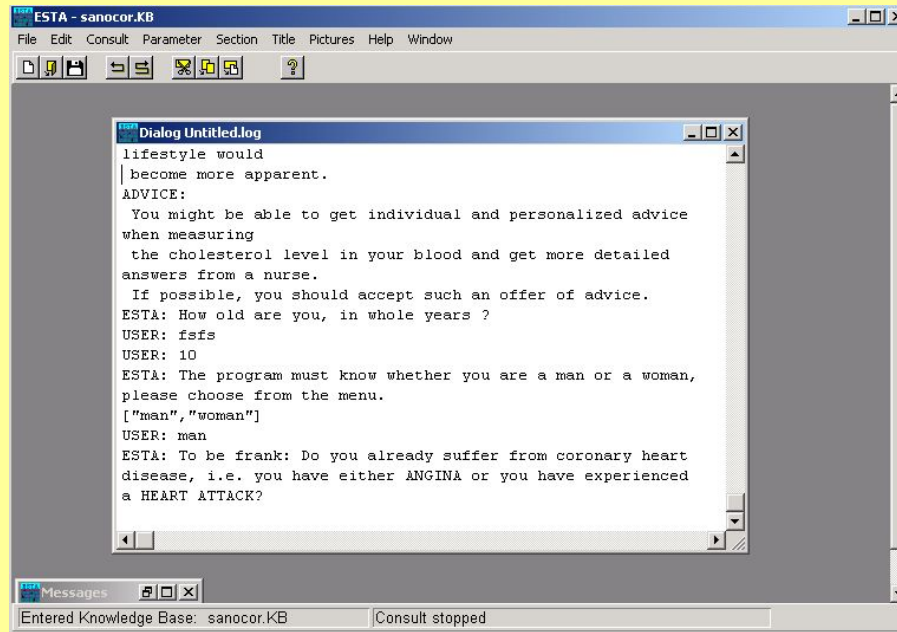 ESTA - sanocor.KB
File Edit Consult Parameter Section Title Pictures Help Window
Dialog Untitled.log
lifestyle would
become more apparent.
ADVICE:
You might be able to get individual and personalized advice
when measuring
the cholesterol level in your blood and get more detailed
answers from a nurse.
If possible, you should accept such an offer of advice.
ESTA: How old are you, in whole years ?
USER: fsfs
USER: 10
ESTA: The program must know whether you are a man or a woman,
please choose from the menu.
["man","woman"]
USER: man
ESTA: To be frank: Do you already suffer from coronary heart
disease, i.e. you have either ANGINA or you have experienced
a HEART ATTACK?
Messages
Entered Knowledge Base: sanocor.KB Consult stopped